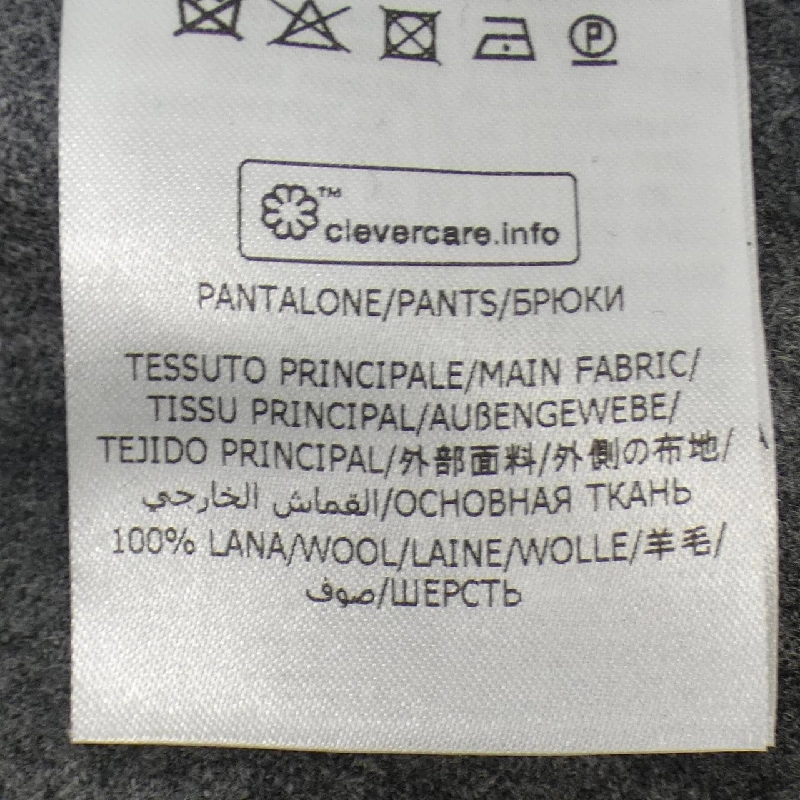 P
™
clevercare.info
PANTALONE/PANTS/БРЮКИ
TESSUTO PRINCIPALE/MAIN FABRIC/
TISSU PRINCIPAL/AUßENGEWEBE/
TEJIDO PRINCIPAL/外部面料/外側の布地/
القماش الخارجي/ОСНОВНАЯ ТКАНЬ
100% LANA/WOOL/LAINE/WOLLE/羊毛/
صوف/ШЕРСТЬ